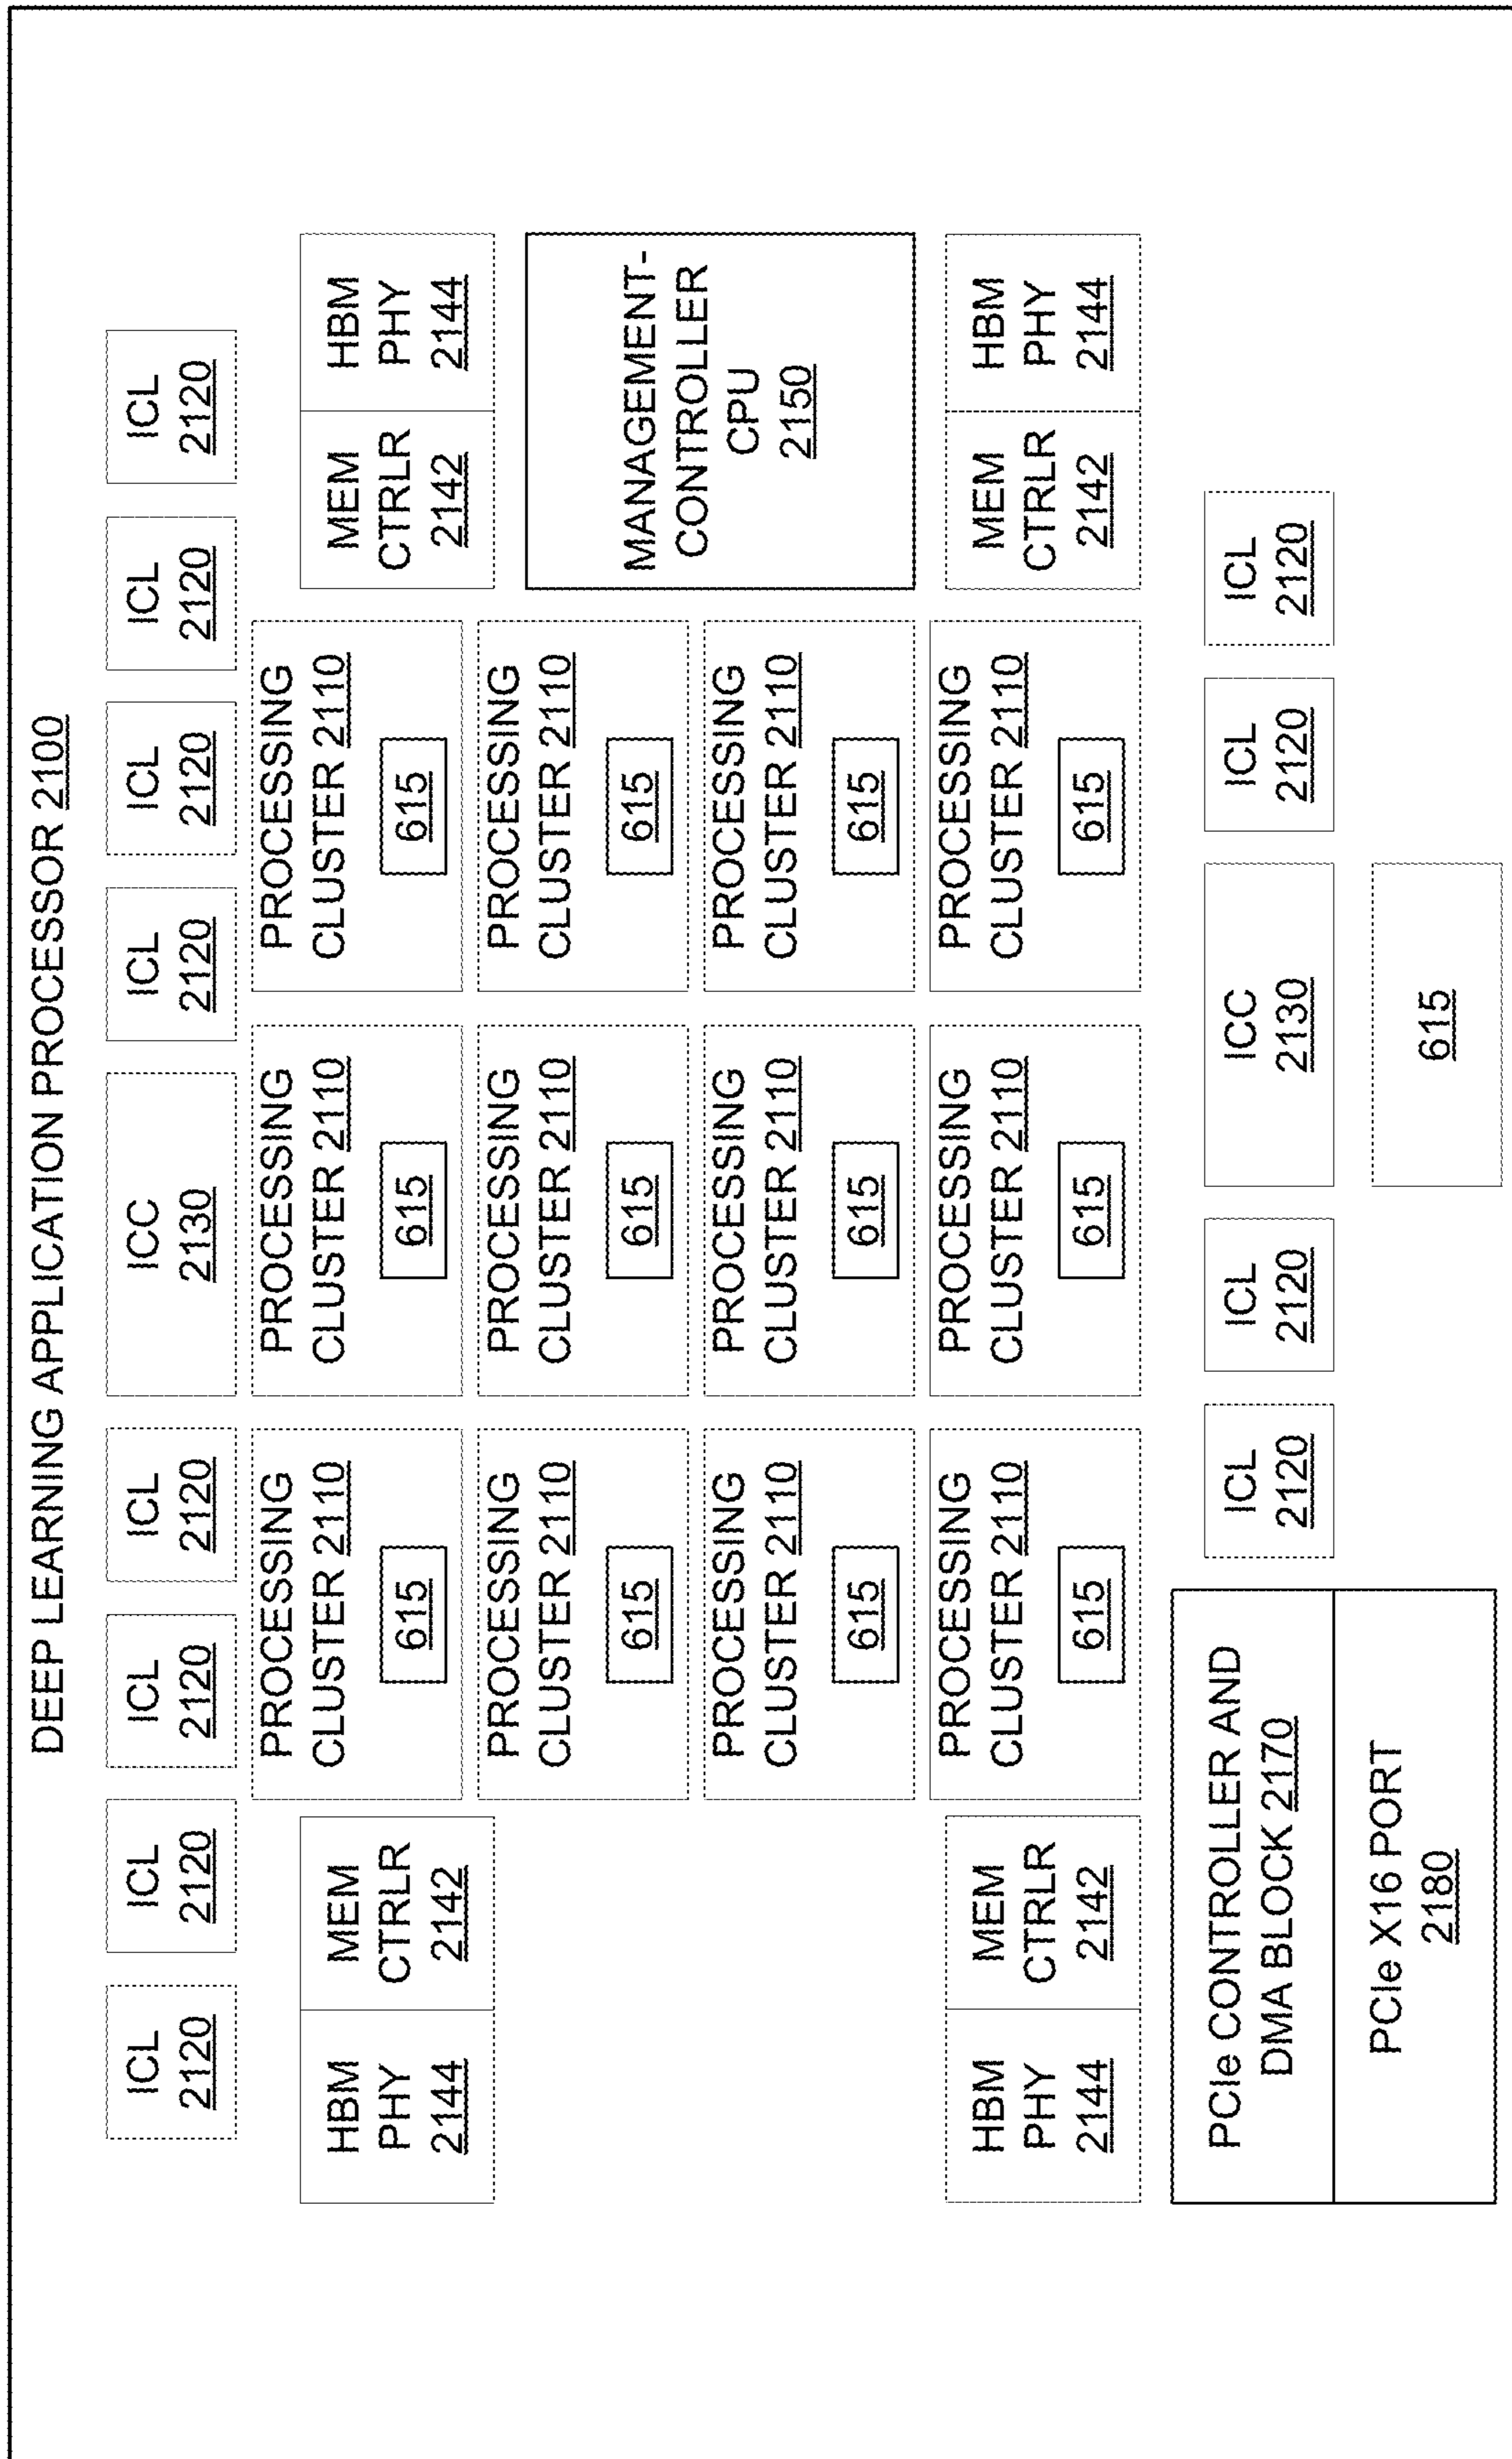 DEEP LEARNING APPLICATION PROCESSOR 2100
ICL
2120
ICL
2120
ICL
2120
ICL
2120
ICC
2130
ICL
2120
ICL
2120
ICL
2120
ICL
2120
HBM
PHY
2144
MEM
CTRLR
2142
PROCESSING
CLUSTER 2110
615
PROCESSING
CLUSTER 2110
615
PROCESSING
CLUSTER 2110
615
MEM
CTRLR
2142
HBM
PHY
2144
PROCESSING
CLUSTER 2110
615
PROCESSING
CLUSTER 2110
615
PROCESSING
CLUSTER 2110
615
MANAGEMENT-
CONTROLLER
CPU
2150
PROCESSING
CLUSTER 2110
615
PROCESSING
CLUSTER 2110
615
PROCESSING
CLUSTER 2110
615
HBM
PHY
2144
MEM
CTRLR
2142
PROCESSING
CLUSTER 2110
615
PROCESSING
CLUSTER 2110
615
PROCESSING
CLUSTER 2110
615
MEM
CTRLR
2142
HBM
PHY
2144
PCIe CONTROLLER AND
DMA BLOCK 2170
PCIe X16 PORT
2180
ICL
2120
ICL
2120
ICC
2130
ICL
2120
ICL
2120
615